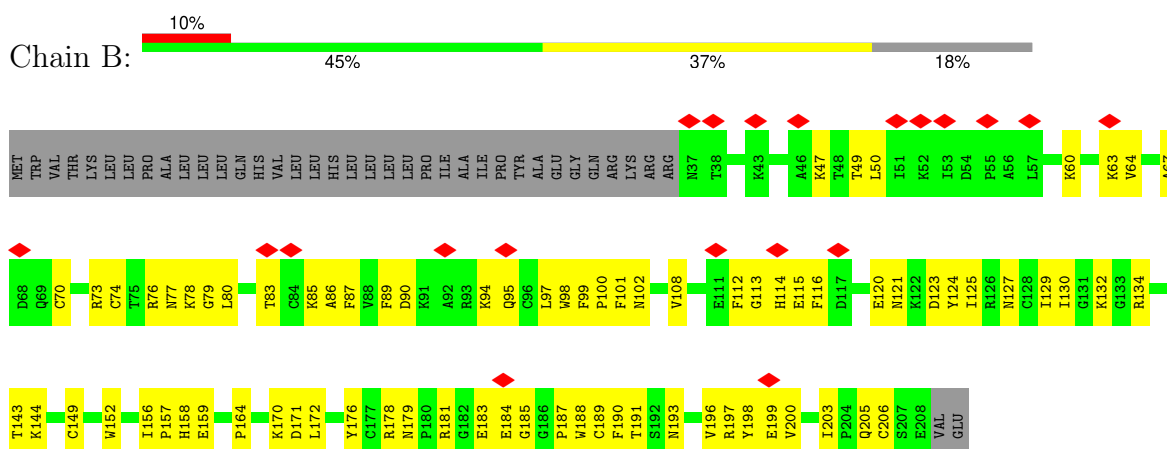 10%
Chain B:
45% 37% 18%
MET TRP VAL THR LYS LEU LEU PRO ALA LEU LEU LEU GLN HIS VAL LEU LEU HIS LEU LEU LEU LEU PRO ILE ALA ILE PRO TYR ALA GLU GLY GLN ARG LYS ARG ARG N37 T38 K43 A46 K47 T48 T49 L50 I51 K52 I53 D54 P55 A56 L57 K60 K63 V64 A67
D68 Q69 C70 R73 C74 T75 R76 N77 K78 G79 L80 T83 C84 K85 A86 F87 V88 F89 D90 K91 A92 R93 K94 Q95 C96 L97 W98 F99 P100 F101 N102 V108 E111 F112 G113 H114 E115 F116 D117 E120 N121 K122 D123 Y124 I125 R126 N127 C128 I129 I130 G131 K132 G133 R134
T143 K144 C149 W152 I156 P157 H158 E159 P164 K170 D171 L172 Y176 C177 R178 N179 P180 R181 G182 E183 E184 G185 G186 P187 W188 C189 F190 T191 S192 N193 V196 R197 Y198 E199 V200 I203 P204 Q205 C206 S207 E208 VAL GLU